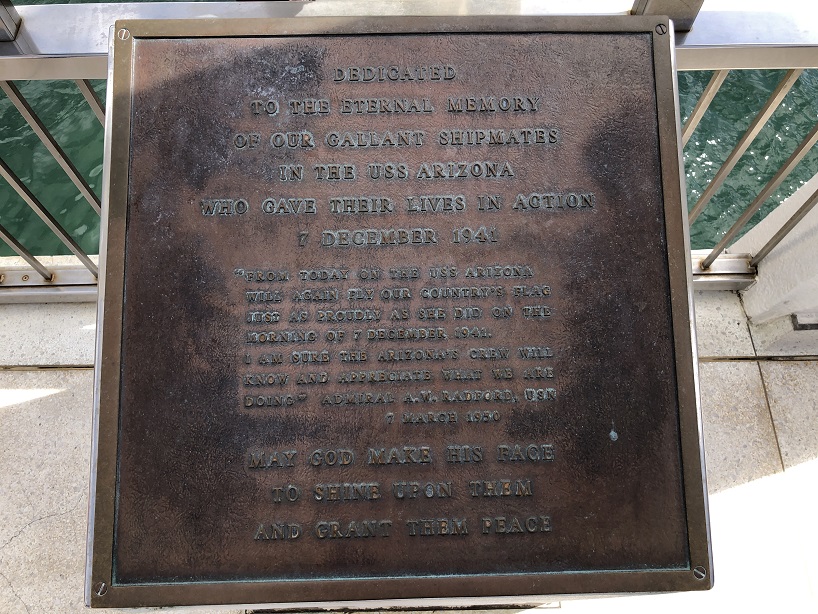 DEDICATED
TO THE ETERNAL MEMORY
OF OUR GALLANT SHIPMATES
IN THE USS ARIZONA
WHO GAVE THEIR LIVES IN ACTION
7 DECEMBER 1941
"FROM TODAY ON THE USS ARIZONA
WILL AGAIN FLY OUR COUNTRY'S FLAG
JUST AS PROUDLY AS SHE DID ON THE
MORNING OF 7 DECEMBER 1941.
I AM SURE THE ARIZONA'S CREW WILL
KNOW AND APPRECIATE WHAT WE ARE
DOING" ADMIRAL A.W. RADFORD, USN
7 MARCH 1950
MAY GOD MAKE HIS FACE
TO SHINE UPON THEM
AND GRANT THEM PEACE